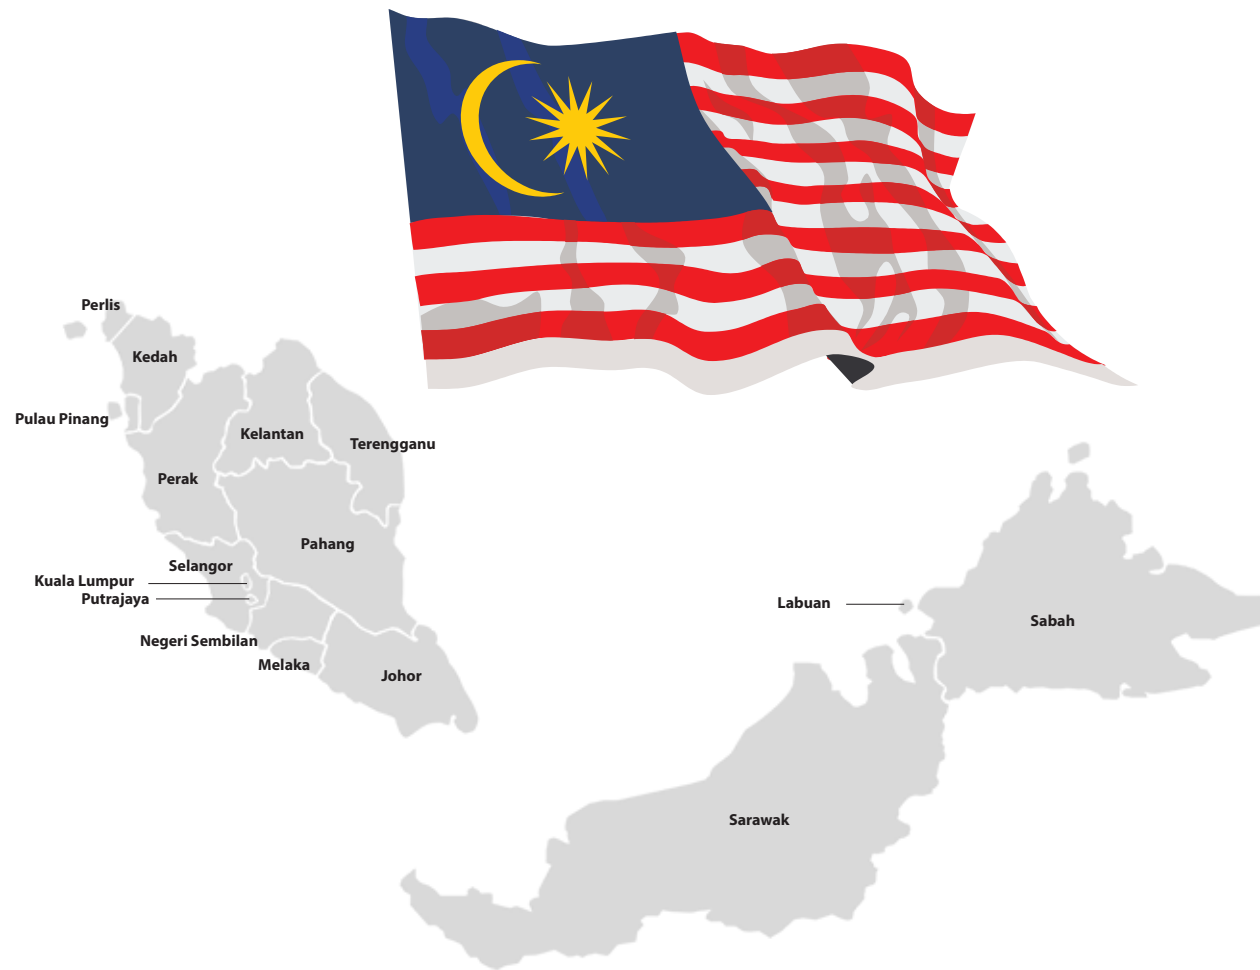 Perlis
Kedah
Pulau Pinang
Kelantan
Terengganu
Perak
Pahang
Selangor
Kuala Lumpur
Putrajaya
Negeri Sembilan
Melaka
Johor
Labuan
Sabah
Sarawak